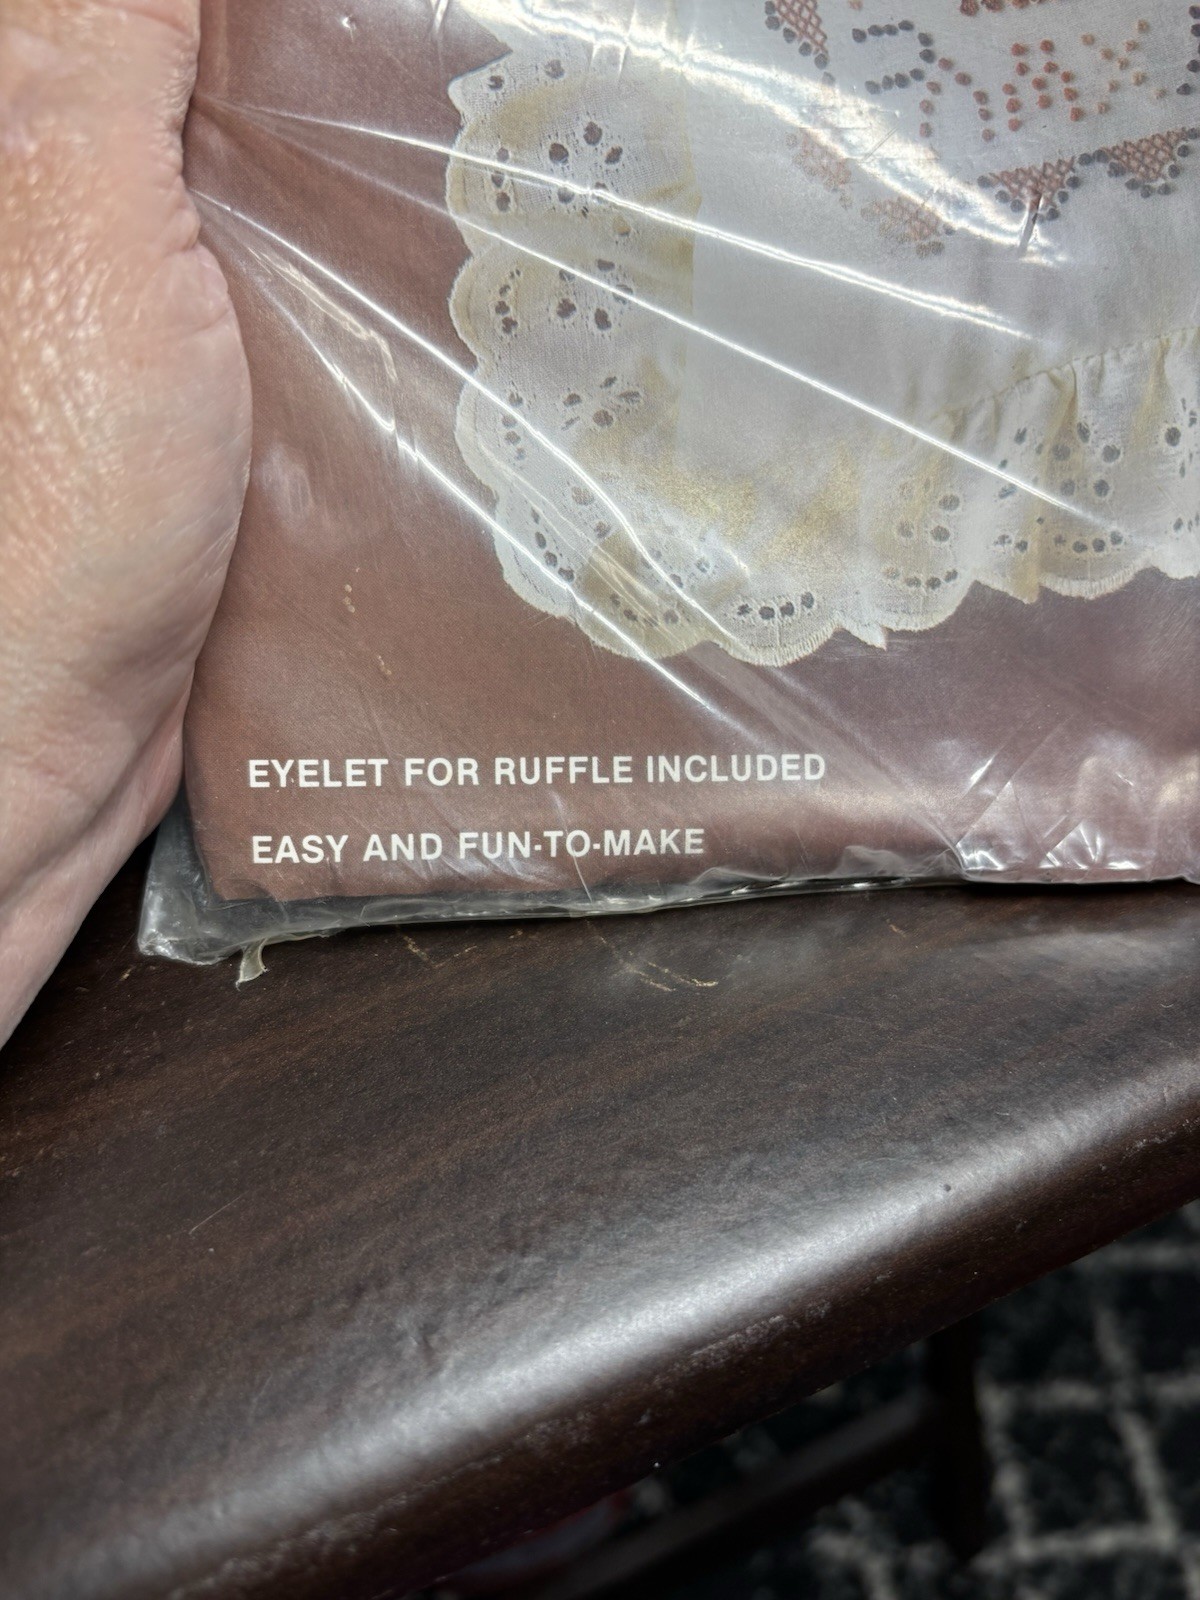 EYELET FOR RUFFLE INCLUDED
EASY AND FUN-TO-MAKE